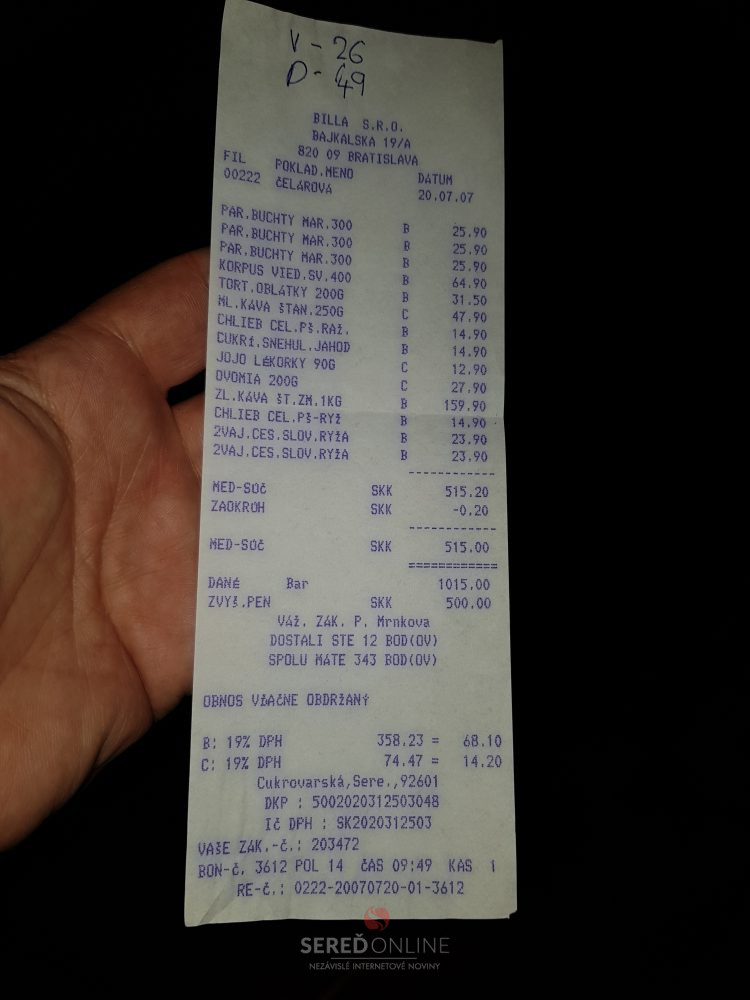 V - 26
D - 49
BILLA S.R.O.
BAJKALSKA 19/A
820 09 BRATISLAVA
FIL POKLAD.MENO DÁTUM
00222 ČELÁROVÁ 20.07.07
PAR.BUCHTY MAR.300 B 25.90
PAR.BUCHTY MAR.300 B 25.90
PAR.BUCHTY MAR.300 B 25.90
KORPUS VIED.SV.400 B 64.90
TORT.OBLÁTKY 200G B 31.50
ML.KÁVA ŠTAN.250G C 47.90
CHLIEB CEL.PŠ.RAŽ. B 14.90
CUKRÍ.SNEHUL.JAHOD B 14.90
JOJO LÉKORKY 90G C 12.90
OVOMIA 200G C 27.90
ZL.KÁVA ŠT.ZM.1KG B 159.90
CHLIEB CEL.PŠ-RYŽ B 14.90
2VAJ.CES.SLOV.RYŽA B 23.90
2VAJ.CES.SLOV.RYŽA B 23.90
------------
MED-SÚČ SKK 515.20
ZAOKRÚH SKK -0.20
------------
MED-SÚČ SKK 515.00
============
DANÉ Bar 1015.00
ZVYŠ.PEN SKK 500.00
Váž. ZÁK. P. Mrnkova
DOSTALI STE 12 BOD(OV)
SPOLU MÁTE 343 BOD(OV)
OBNOS VĎAČNE OBDRŽANÝ
B: 19% DPH 358.23 = 68.10
C: 19% DPH 74.47 = 14.20
Cukrovarská,Sere.,92601
DKP : 5002020312503048
IČ DPH : SK2020312503
VAŠE ZÁK.-č.: 203472
BON-č. 3612 POL 14 ČAS 09:49 KAS 1
RE-č.: 0222-20070720-01-3612
SEREĎONLINE
NEZÁVISLÉ INTERNETOVÉ NOVINY